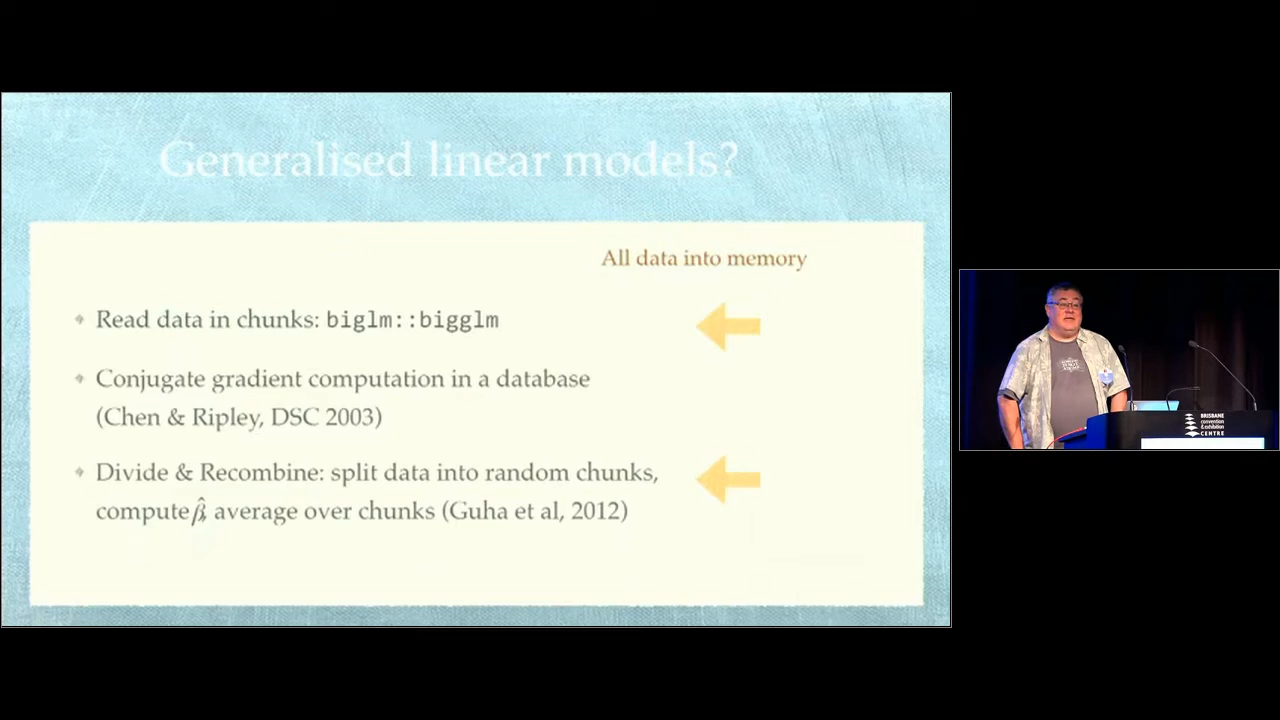 Generalised linear models?
All data into memory
Read data in chunks: biglm::bigglm
Conjugate gradient computation in a database
(Chen & Ripley, DSC 2003)
Divide & Recombine: split data into random chunks,
compute β̂, average over chunks (Guha et al, 2012)
BRISBANE
convention
& exhibition
CENTRE